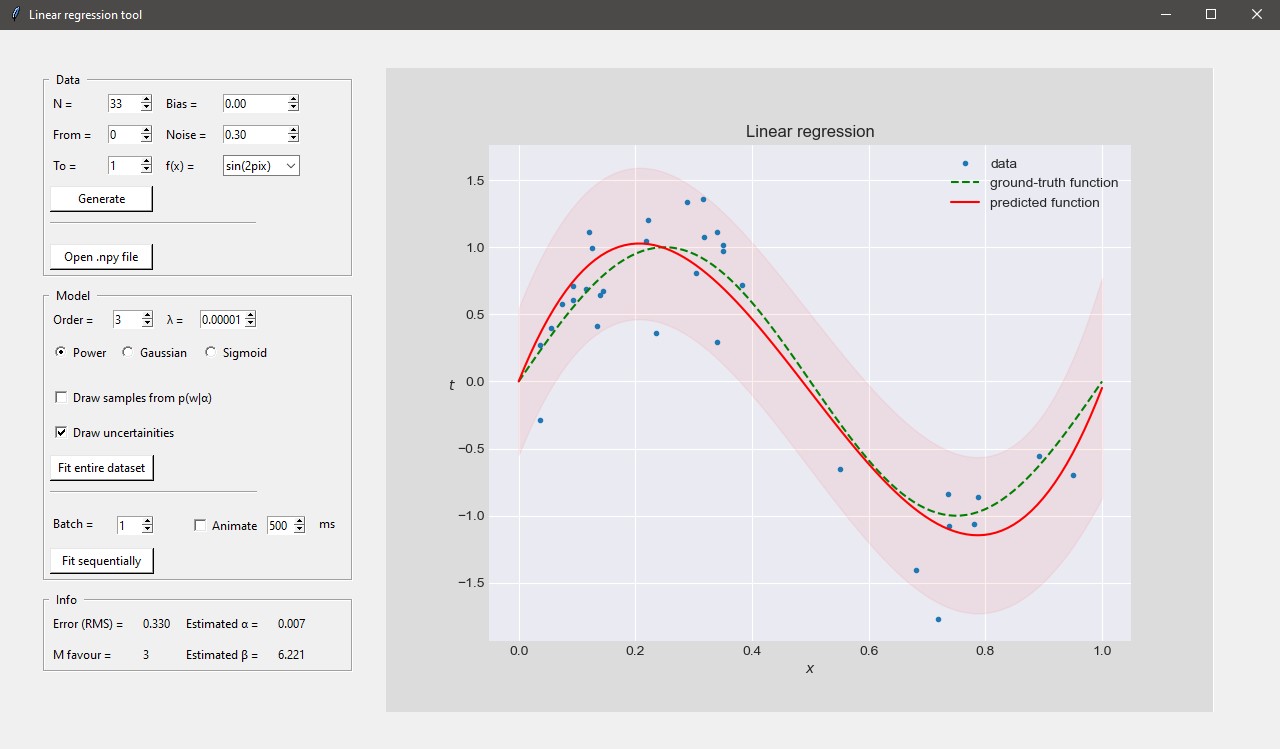 Linear regression tool
Data
N = 33 Bias = 0.00
From = 0 Noise = 0.30
To = 1 f(x) = sin(2pix)
Generate
Open .npy file
Model
Order = 3 λ = 0.00001
Power Gaussian Sigmoid
Draw samples from p(w|α)
Draw uncertainities
Fit entire dataset
Batch = 1 Animate 500 ms
Fit sequentially
Info
Error (RMS) = 0.330 Estimated α = 0.007
M favour = 3 Estimated β = 6.221
Linear regression
data
ground-truth function
predicted function
1.5
1.0
0.5
t 0.0
−0.5
−1.0
−1.5
0.0 0.2 0.4 0.6 0.8 1.0
x